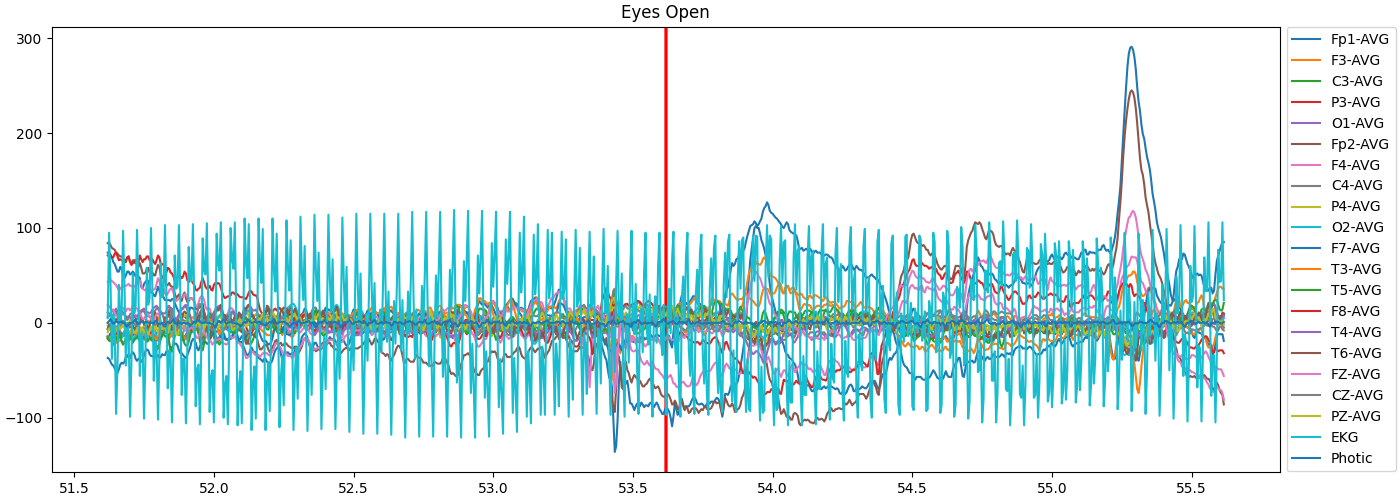 Eyes Open
300
200
100
0
−100
51.5 52.0 52.5 53.0 53.5 54.0 54.5 55.0 55.5
Fp1-AVG
F3-AVG
C3-AVG
P3-AVG
O1-AVG
Fp2-AVG
F4-AVG
C4-AVG
P4-AVG
O2-AVG
F7-AVG
T3-AVG
T5-AVG
F8-AVG
T4-AVG
T6-AVG
FZ-AVG
CZ-AVG
PZ-AVG
EKG
Photic